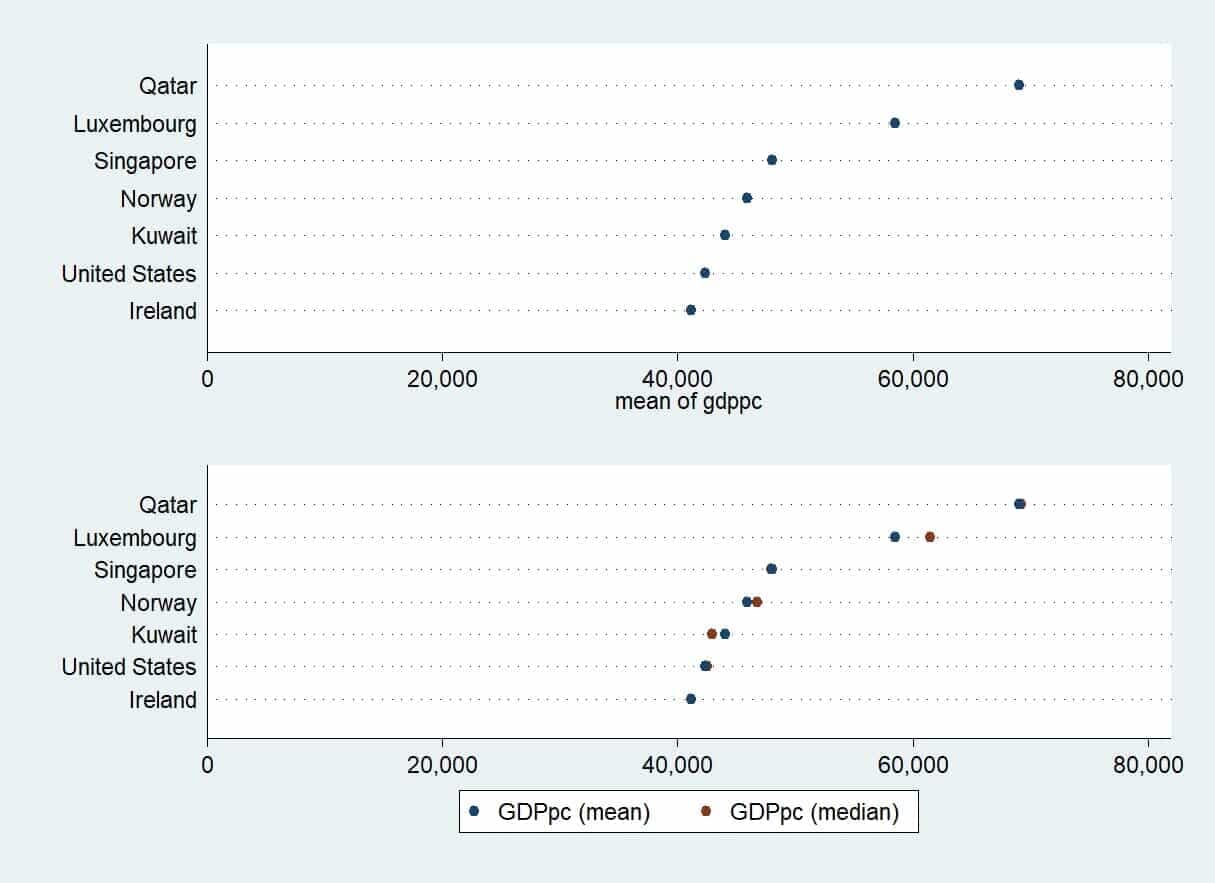 Qatar
Luxembourg
Singapore
Norway
Kuwait
United States
Ireland
0 20,000 40,000 60,000 80,000
mean of gdppc
Qatar
Luxembourg
Singapore
Norway
Kuwait
United States
Ireland
0 20,000 40,000 60,000 80,000
GDPpc (mean) GDPpc (median)